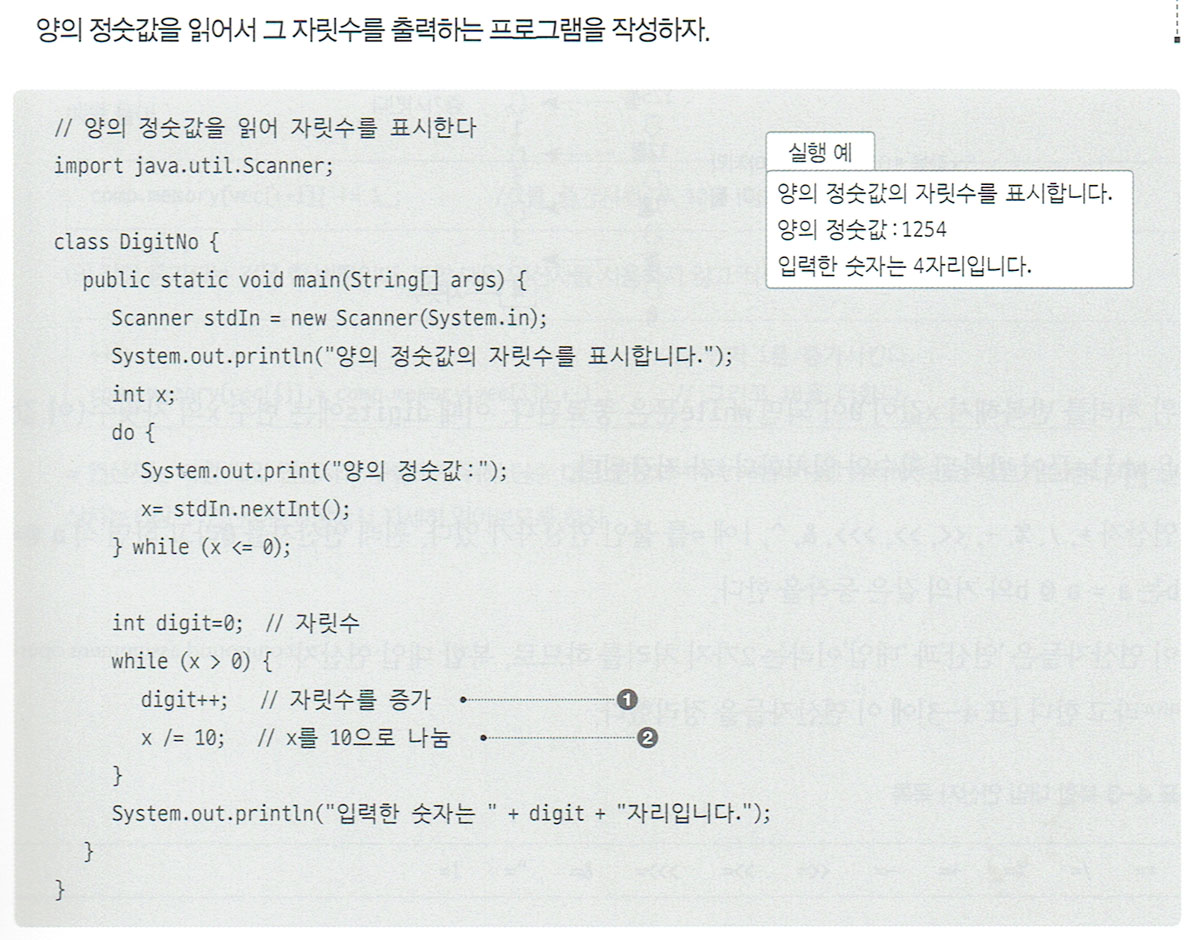 양의 정숫값을 읽어서 그 자릿수를 출력하는 프로그램을 작성하자.
// 양의 정숫값을 읽어 자릿수를 표시한다
import java.util.Scanner;
class DigitNo {
public static void main(String[] args) {
Scanner stdIn = new Scanner(System.in);
System.out.println("양의 정숫값의 자릿수를 표시합니다.");
int x;
do {
System.out.print("양의 정숫값:");
x= stdIn.nextInt();
} while (x <= 0);
int digit=0;  // 자릿수
while (x > 0) {
digit++;  // 자릿수를 증가 ❶
x /= 10;  // x를 10으로 나눔 ❷
}
System.out.println("입력한 숫자는 " + digit + "자리입니다.");
}
}
실행 예
양의 정숫값의 자릿수를 표시합니다.
양의 정숫값:1254
입력한 숫자는 4자리입니다.